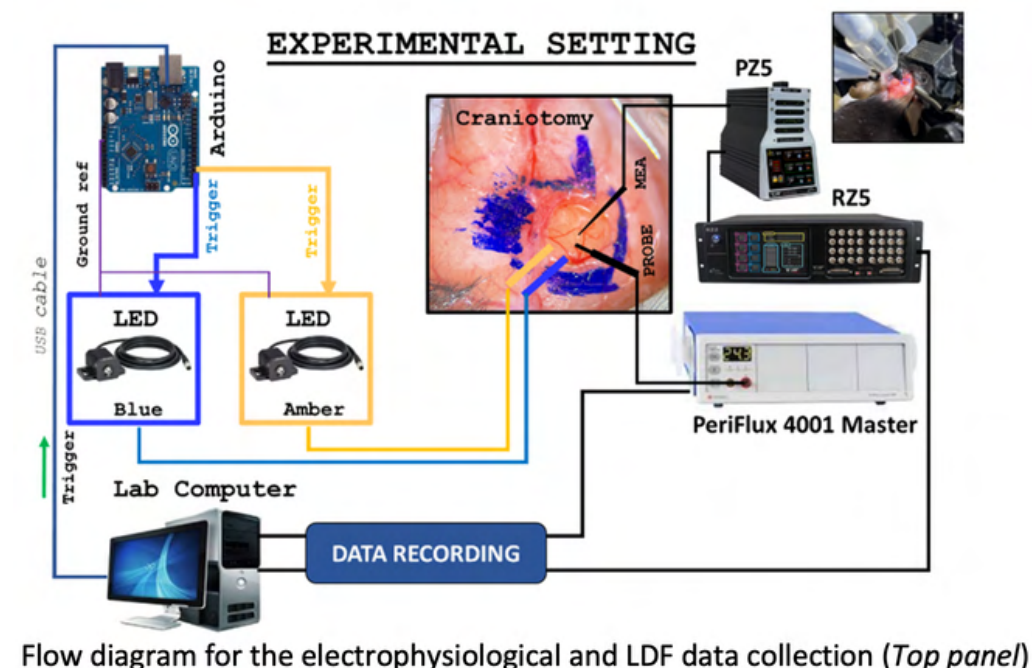 EXPERIMENTAL SETTING
Arduino
PZ5
Craniotomy
MEA
PROBE
RZ5
Ground ref
Trigger
Trigger
USB cable
LED
Blue
LED
Amber
243
PeriFlux 4001 Master
Trigger
Lab Computer
DATA RECORDING
Flow diagram for the electrophysiological and LDF data collection (Top panel)